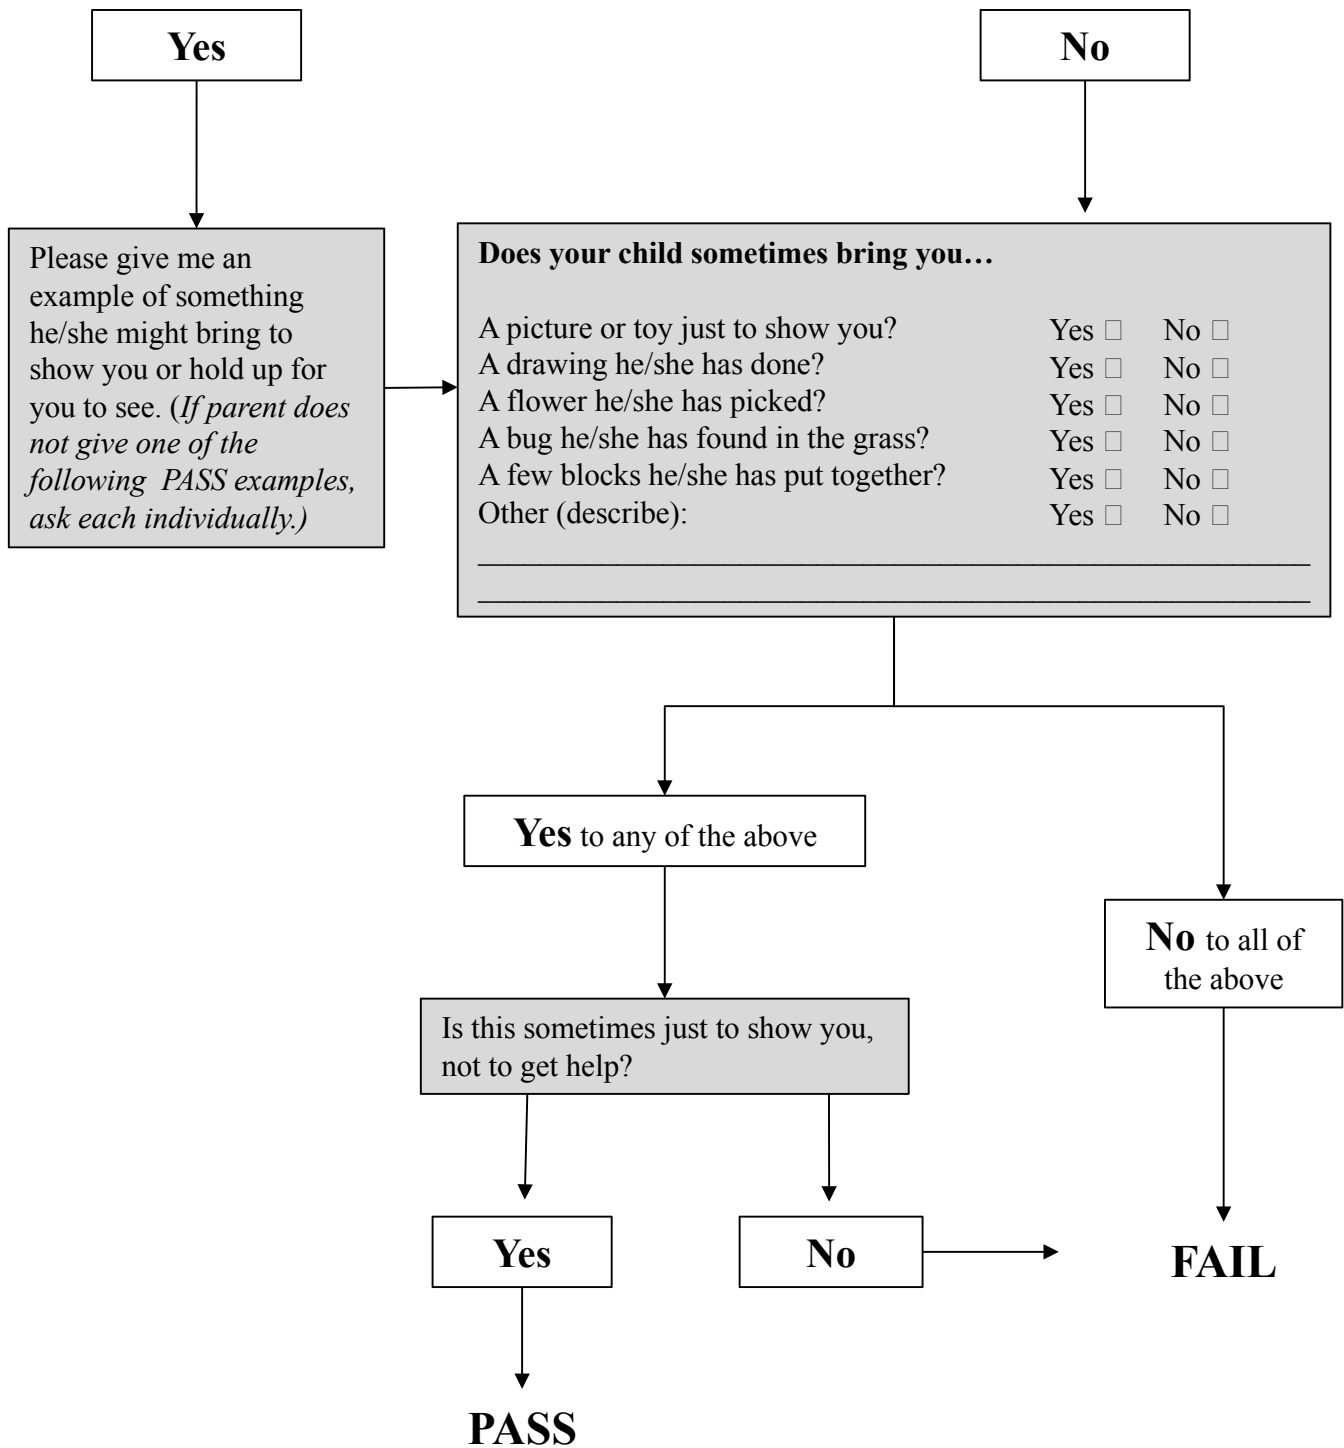 Yes
No
Please give me an
example of something
he/she might bring to
show you or hold up for
you to see. (If parent does
not give one of the
following  PASS examples,
ask each individually.)
Does your child sometimes bring you…
A picture or toy just to show you? Yes □ No □
A drawing he/she has done? Yes □ No □
A flower he/she has picked? Yes □ No □
A bug he/she has found in the grass? Yes □ No □
A few blocks he/she has put together? Yes □ No □
Other (describe): Yes □ No □
Yes to any of the above
No to all of
the above
Is this sometimes just to show you,
not to get help?
Yes
No
FAIL
PASS